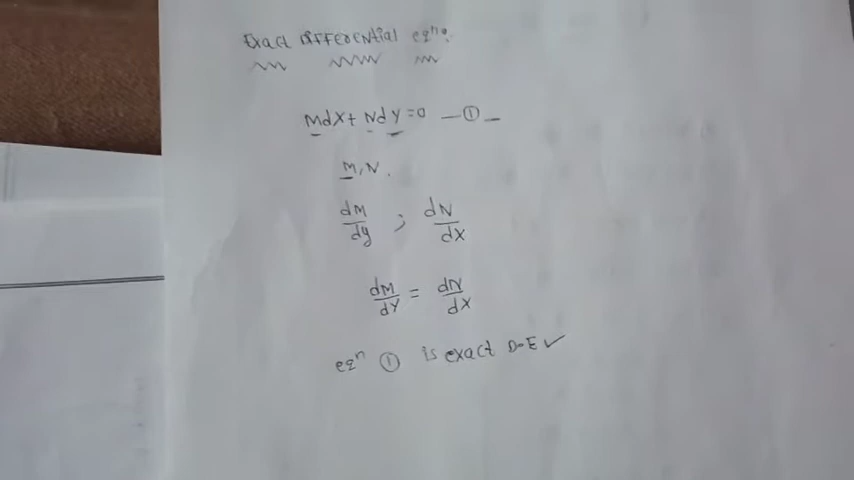 Exact Differential eqn:
Mdx + Ndy = 0 — ① —
M, N.
dM/dy ; dN/dx
dM/dy = dN/dx
eqn ① is exact D.E ✓